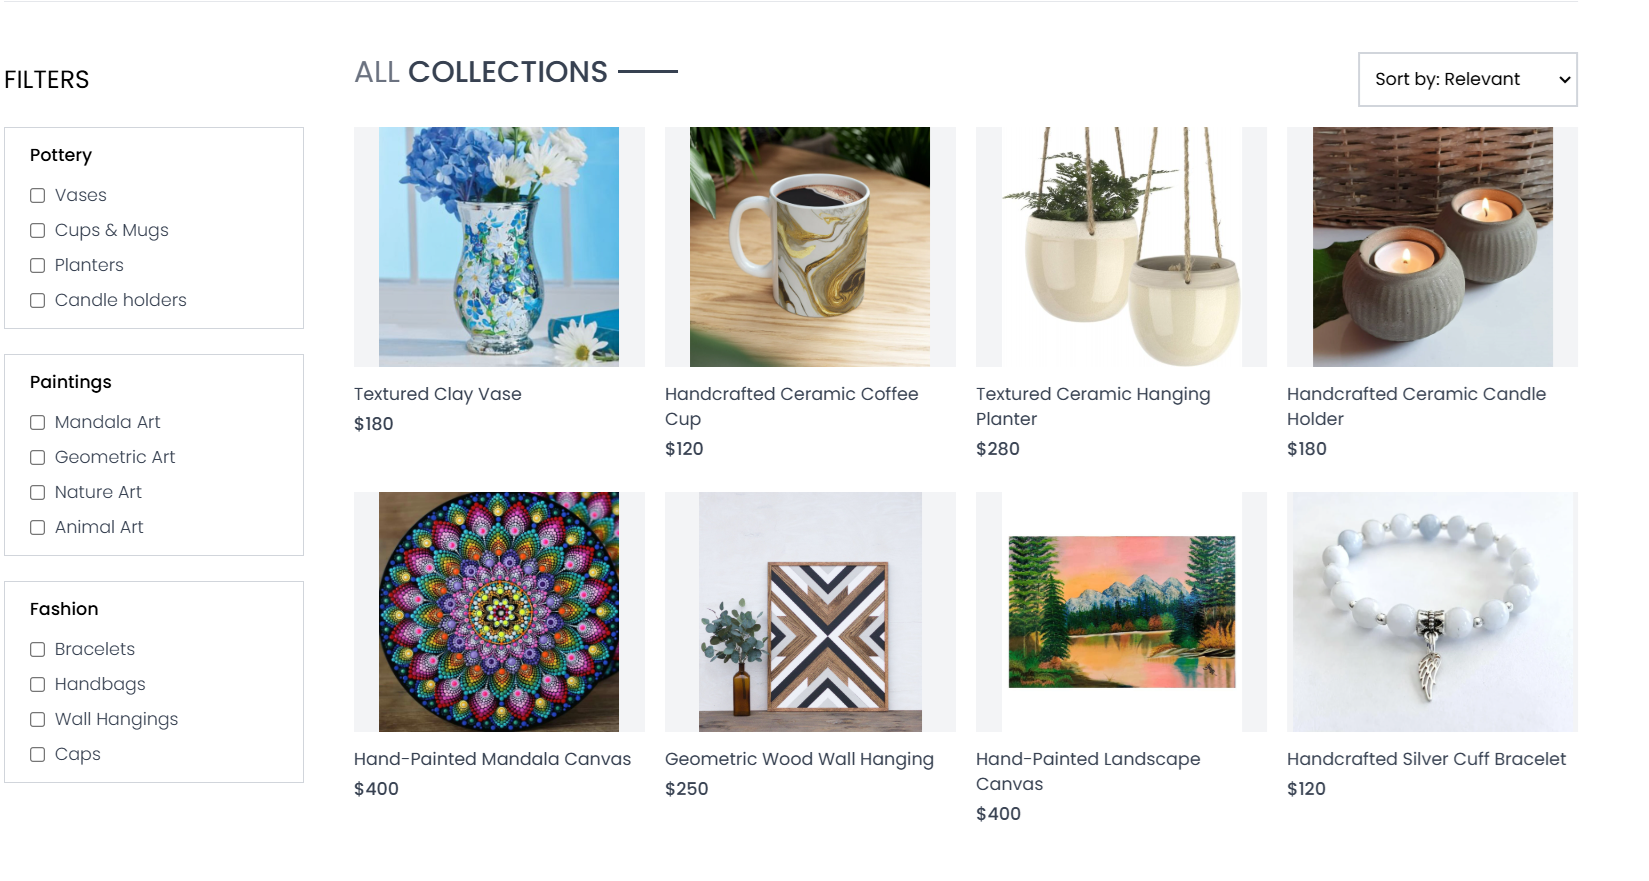 FILTERS
ALL COLLECTIONS
Sort by: Relevant
Pottery
Vases
Cups & Mugs
Planters
Candle holders
Paintings
Mandala Art
Geometric Art
Nature Art
Animal Art
Fashion
Bracelets
Handbags
Wall Hangings
Caps
Textured Clay Vase
$180
Handcrafted Ceramic Coffee
Cup
$120
Textured Ceramic Hanging
Planter
$280
Handcrafted Ceramic Candle
Holder
$180
Hand-Painted Mandala Canvas
$400
Geometric Wood Wall Hanging
$250
Hand-Painted Landscape
Canvas
$400
Handcrafted Silver Cuff Bracelet
$120